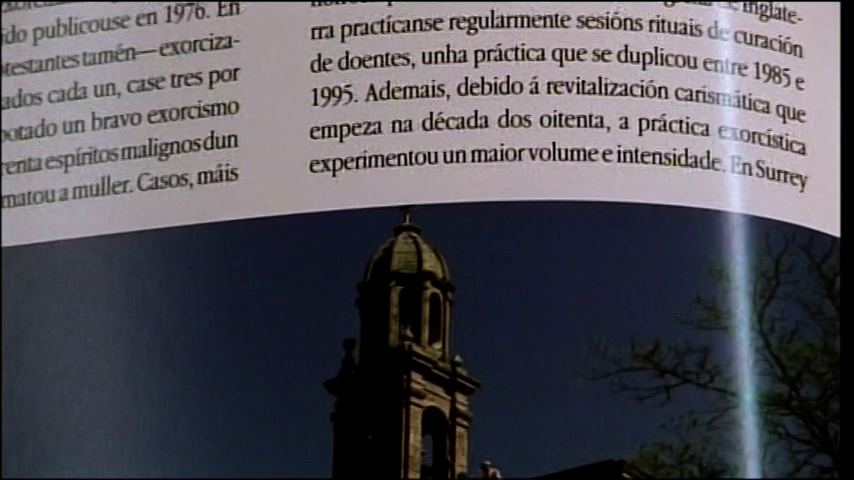 ido publicouse en 1976. En
testantes tamén—exorciza-
ados cada un, case tres por
otado un bravo exorcismo
renta espíritos malignos dun
matou a muller. Casos, máis
Inglate-
rra practícanse regularmente sesións rituais de curación
de doentes, unha práctica que se duplicou entre 1985 e
1995. Ademais, debido á revitalización carismática que
empeza na década dos oitenta, a práctica exorcística
experimentou un maior volume e intensidade. En Surrey